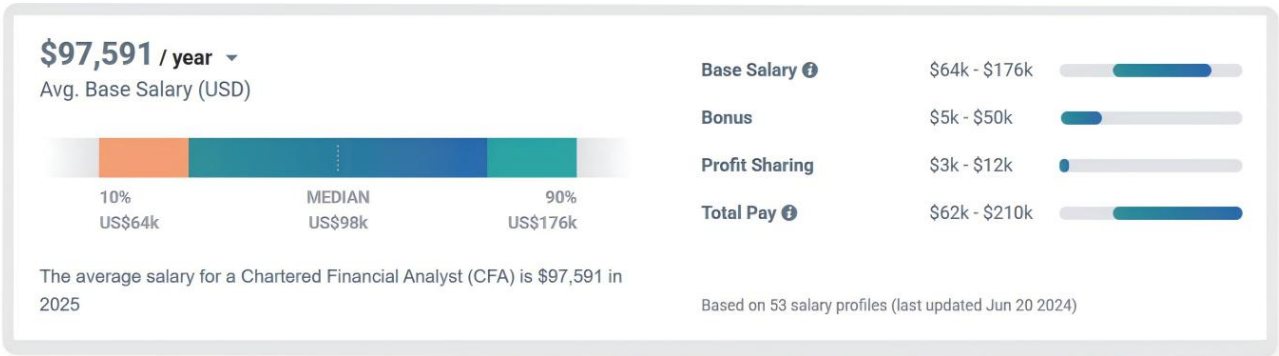 $97,591 / year
Avg. Base Salary (USD)
10% MEDIAN 90%
US$64k US$98k US$176k
The average salary for a Chartered Financial Analyst (CFA) is $97,591 in
2025
Base Salary $64k - $176k
Bonus $5k - $50k
Profit Sharing $3k - $12k
Total Pay $62k - $210k
Based on 53 salary profiles (last updated Jun 20 2024)